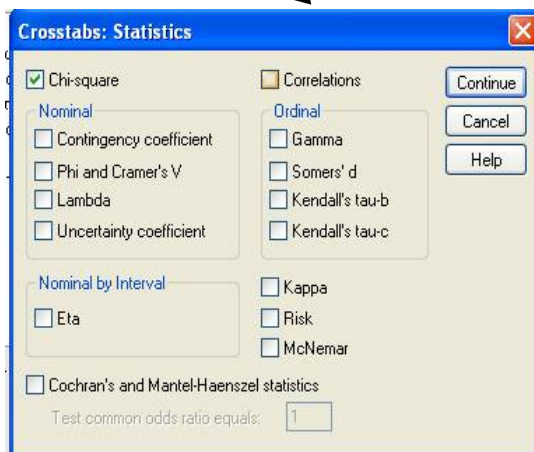 Crosstabs: Statistics
Chi-square
Correlations
Continue
Nominal
Ordinal
Cancel
Contingency coefficient
Gamma
Help
Phi and Cramer's V
Somers' d
Lambda
Kendall's tau-b
Uncertainty coefficient
Kendall's tau-c
Nominal by Interval
Kappa
Eta
Risk
McNemar
Cochran's and Mantel-Haenszel statistics
Test common odds ratio equals: 1